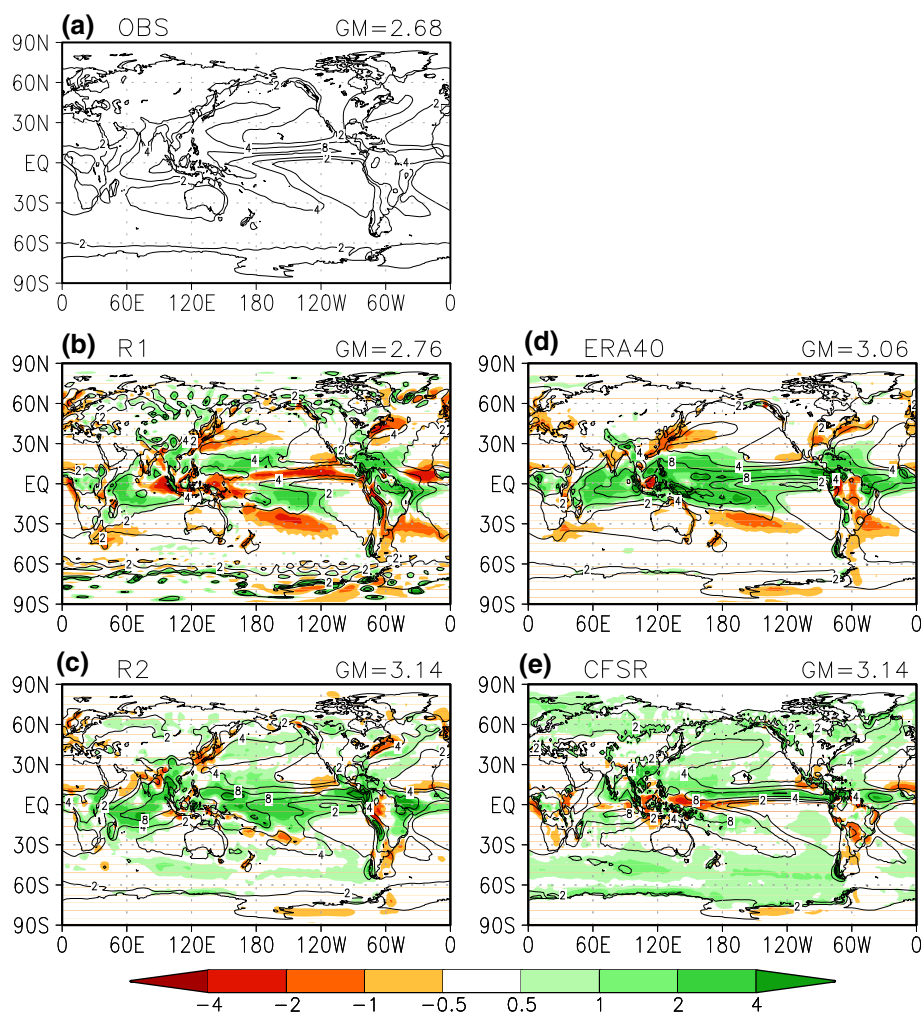 (a) OBS GM=2.68
90N
60N
30N
EQ
30S
60S
90S
0 60E 120E 180 120W 60W 0
(b) R1 GM=2.76
90N
60N
30N
EQ
30S
60S
90S
0 60E 120E 180 120W 60W 0
(d) ERA40 GM=3.06
90N
60N
30N
EQ
30S
60S
90S
0 60E 120E 180 120W 60W 0
(c) R2 GM=3.14
90N
60N
30N
EQ
30S
60S
90S
0 60E 120E 180 120W 60W 0
(e) CFSR GM=3.14
90N
60N
30N
EQ
30S
60S
90S
0 60E 120E 180 120W 60W 0
-4 -2 -1 -0.5 0.5 1 2 4